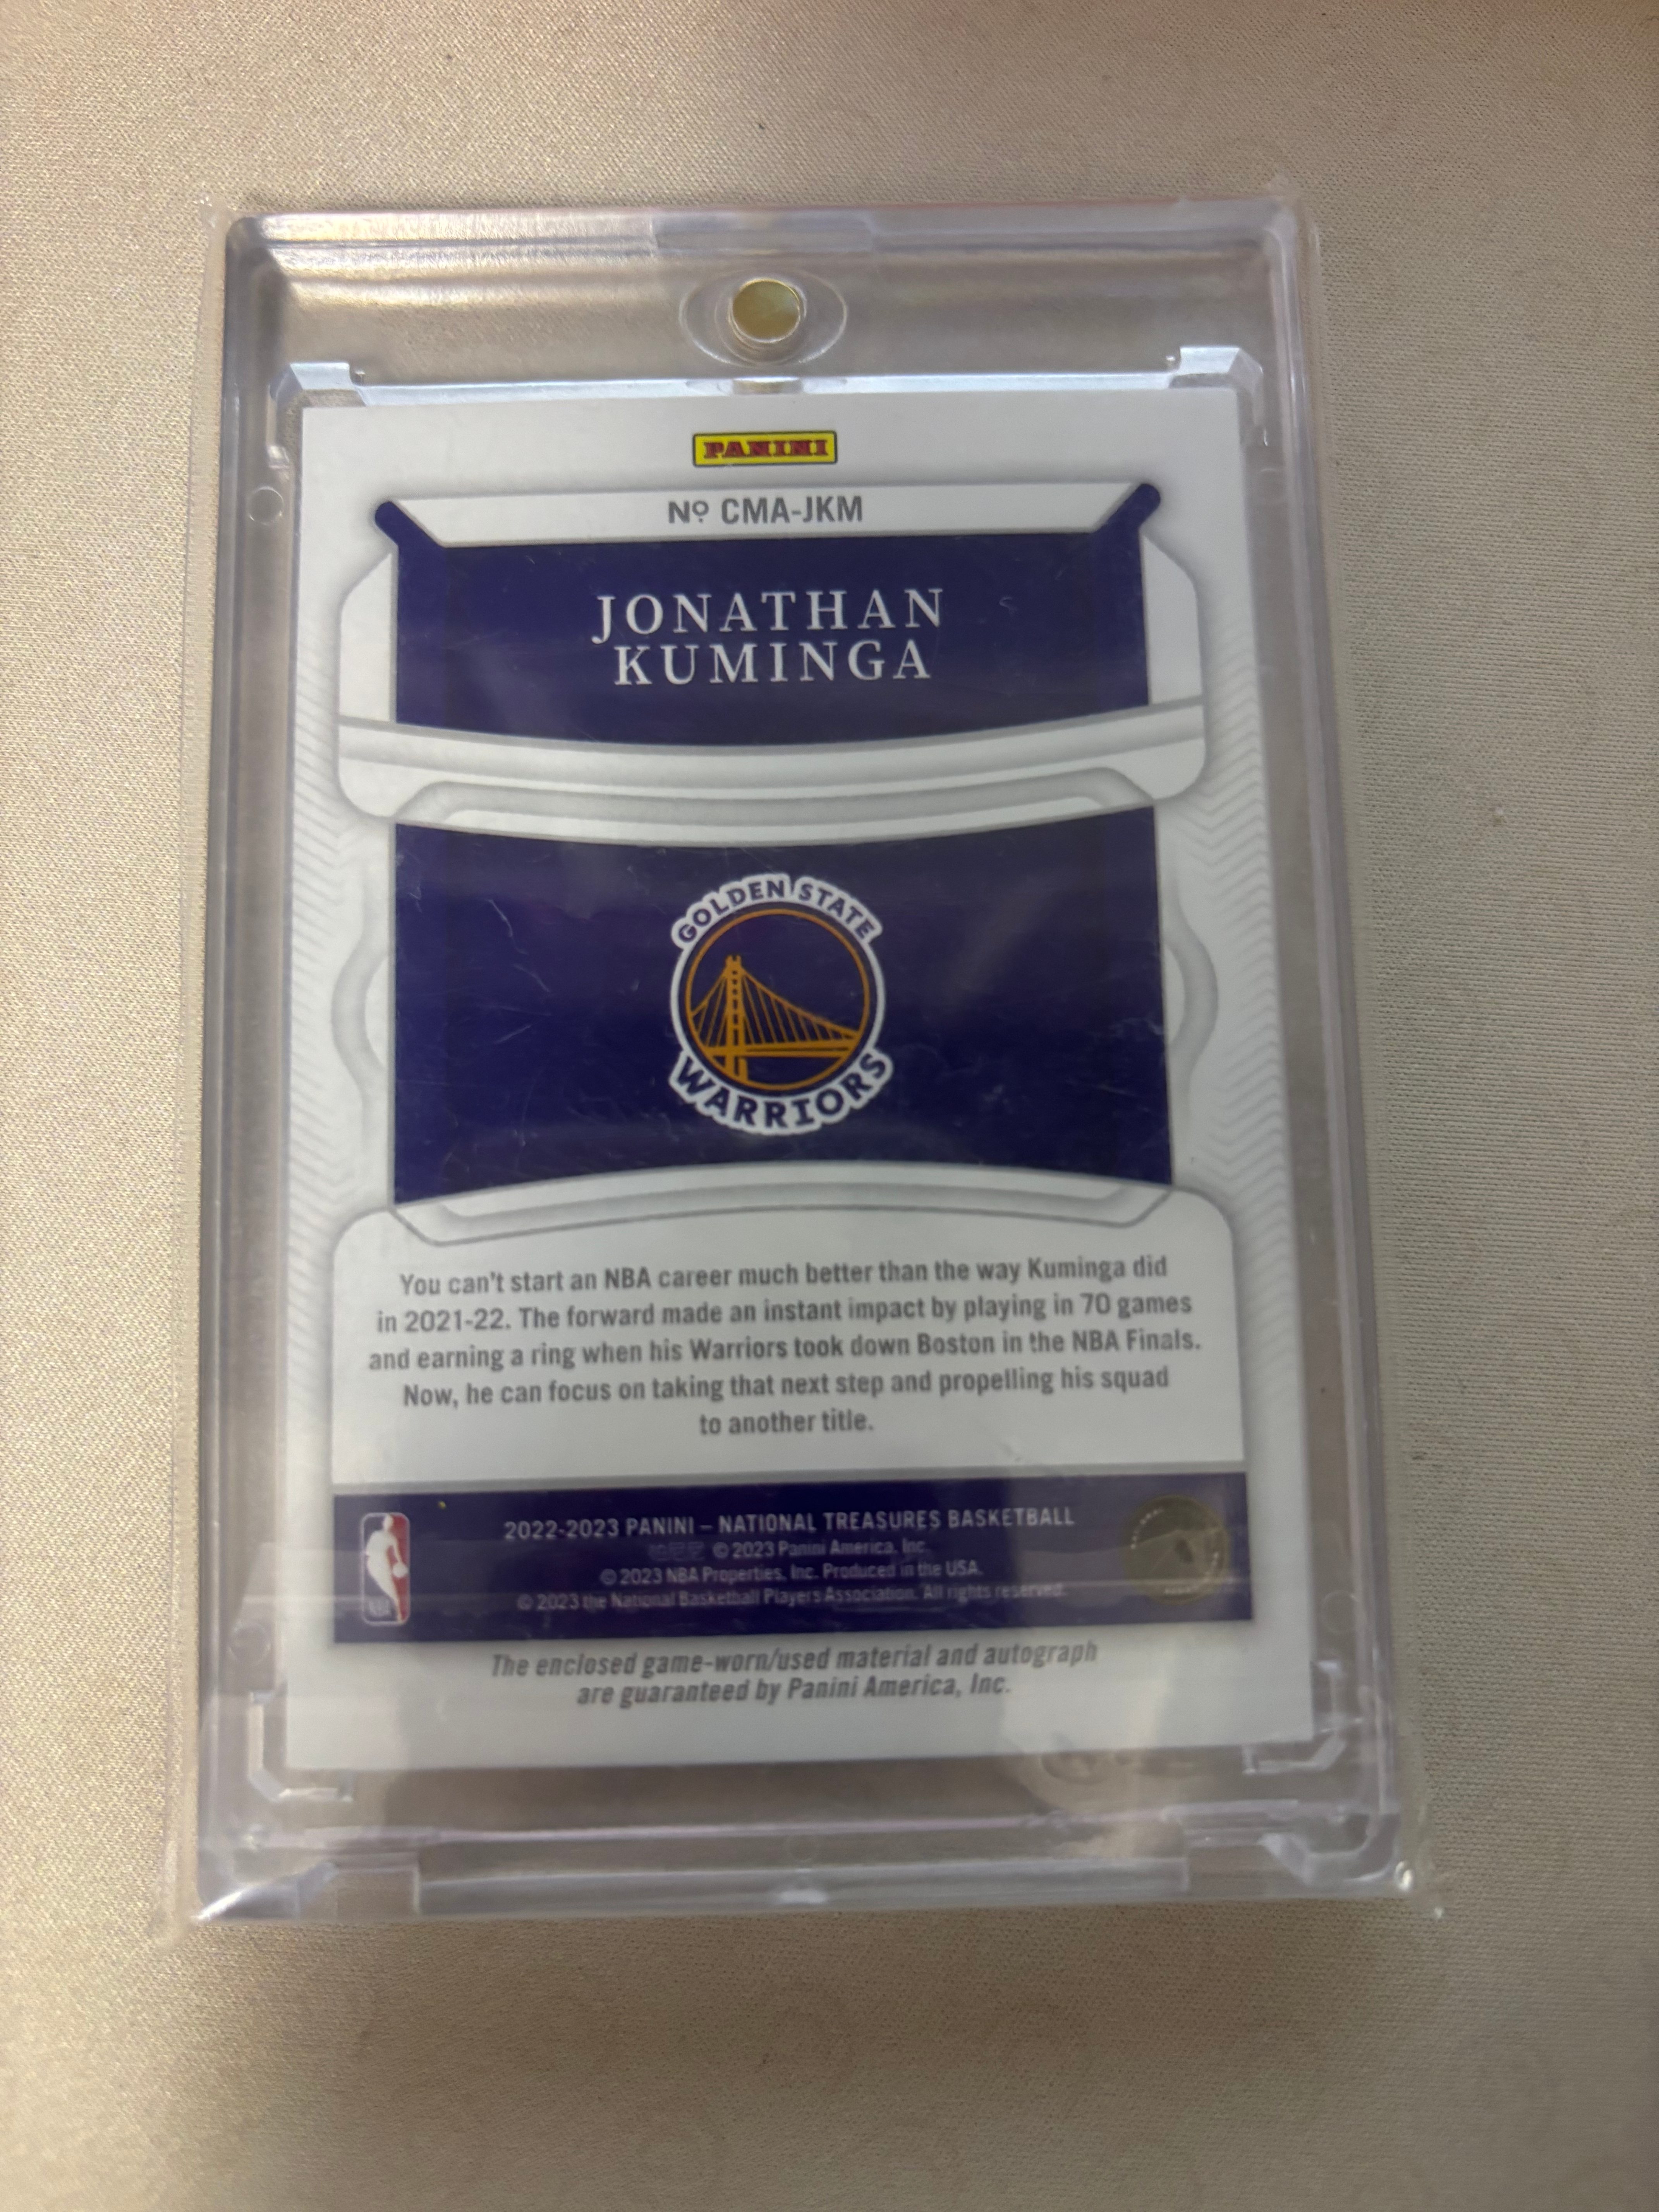 PANINI
Nº CMA-JKM
JONATHAN
KUMINGA
GOLDEN STATE
WARRIORS
You can't start an NBA career much better than the way Kuminga did
in 2021-22. The forward made an instant impact by playing in 70 games
and earning a ring when his Warriors took down Boston in the NBA Finals.
Now, he can focus on taking that next step and propelling his squad
to another title.
2022-2023 PANINI – NATIONAL TREASURES BASKETBALL
© 2023 Panini America, Inc.
© 2023 NBA Properties, Inc. Produced in the USA.
© 2023 the National Basketball Players Association. All rights reserved.
The enclosed game-worn/used material and autograph
are guaranteed by Panini America, Inc.